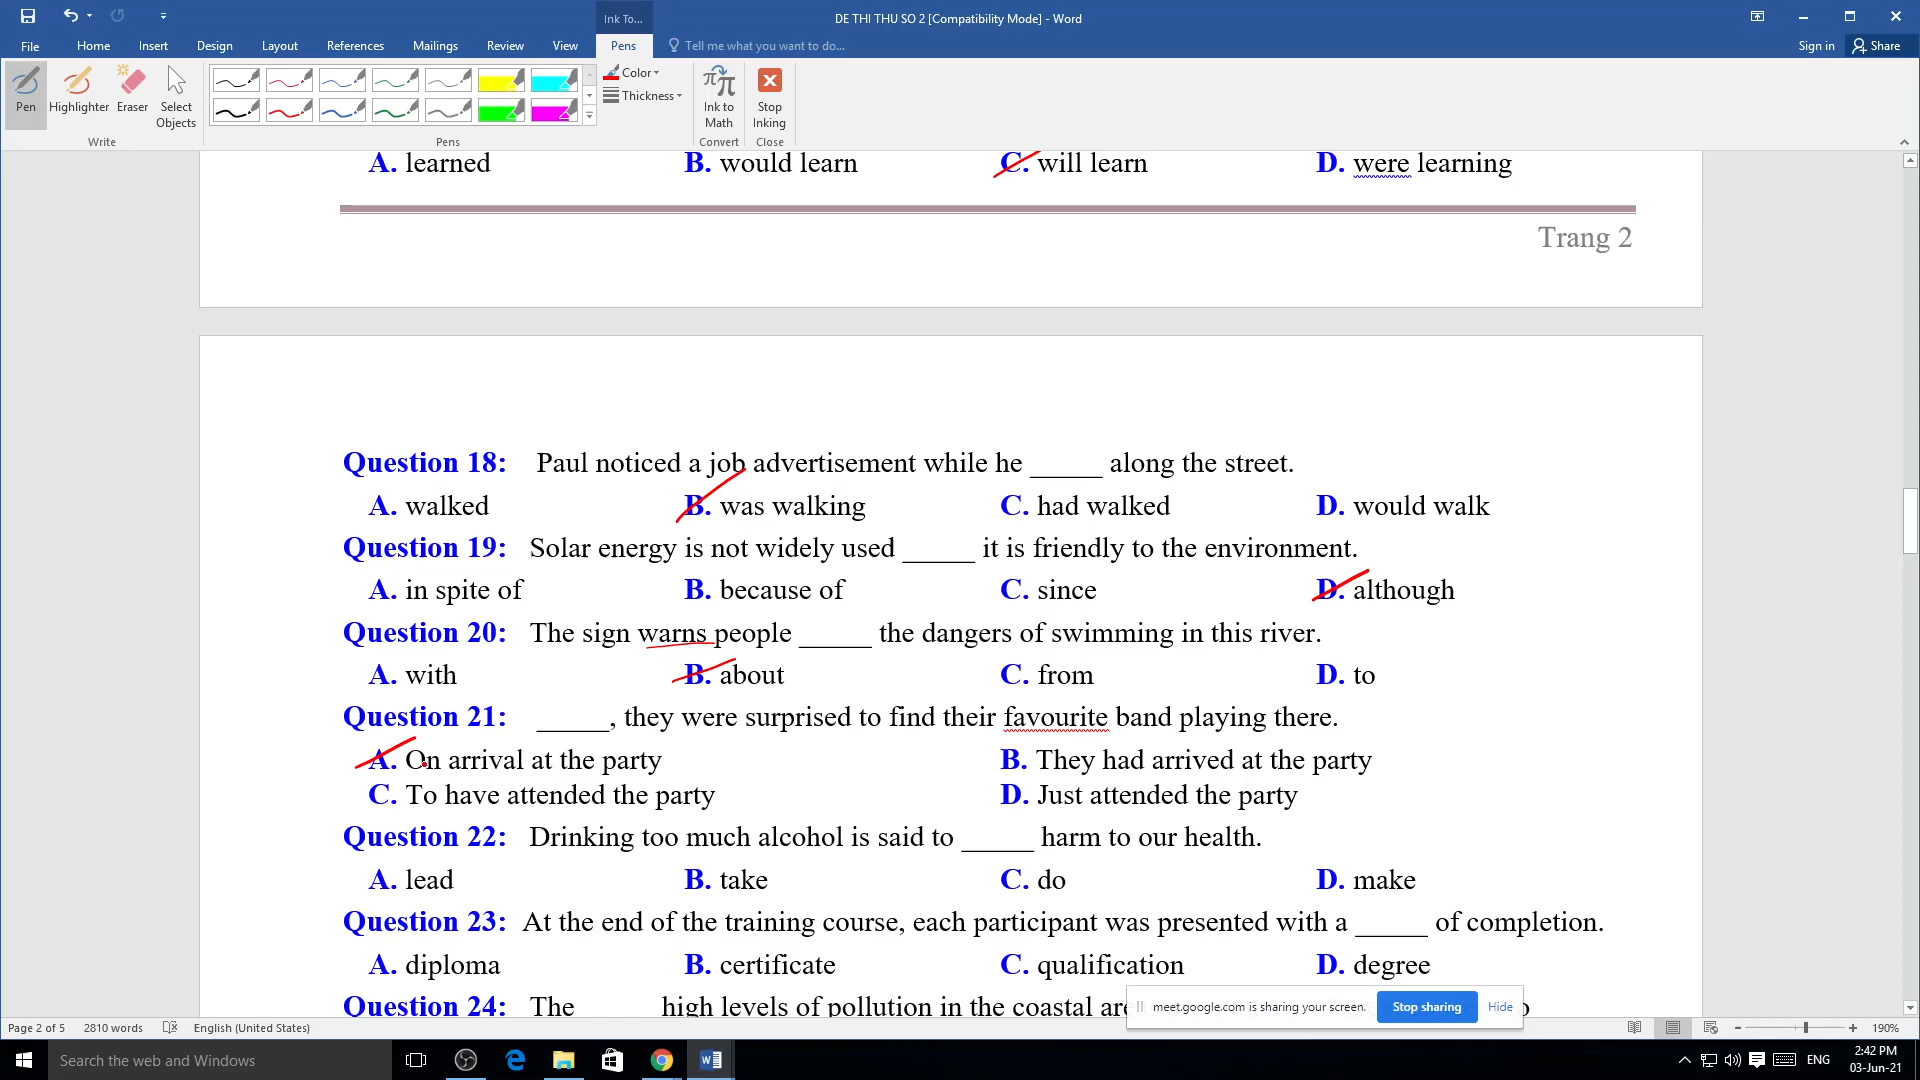 DE THI THU SO 2 [Compatibility Mode] - Word
Ink To...
File Home Insert Design Layout References Mailings Review View Pens Tell me what you want to do... Sign in Share
Pen Highlighter Eraser Select Objects
Color
Thickness
Ink to Math
Stop Inking
Write Pens Convert Close
A. learned B. would learn C. will learn D. were learning
Trang 2
Question 18: Paul noticed a job advertisement while he _____ along the street.
A. walked B. was walking C. had walked D. would walk
Question 19: Solar energy is not widely used _____ it is friendly to the environment.
A. in spite of B. because of C. since D. although
Question 20: The sign warns people _____ the dangers of swimming in this river.
A. with B. about C. from D. to
Question 21: _____, they were surprised to find their favourite band playing there.
A. On arrival at the party B. They had arrived at the party
C. To have attended the party D. Just attended the party
Question 22: Drinking too much alcohol is said to _____ harm to our health.
A. lead B. take C. do D. make
Question 23: At the end of the training course, each participant was presented with a _____ of completion.
A. diploma B. certificate C. qualification D. degree
Question 24: The _____ high levels of pollution in the coastal
meet.google.com is sharing your screen. Stop sharing Hide
Page 2 of 5 2810 words English (United States) 190%
Search the web and Windows
ENG
2:42 PM
03-Jun-21